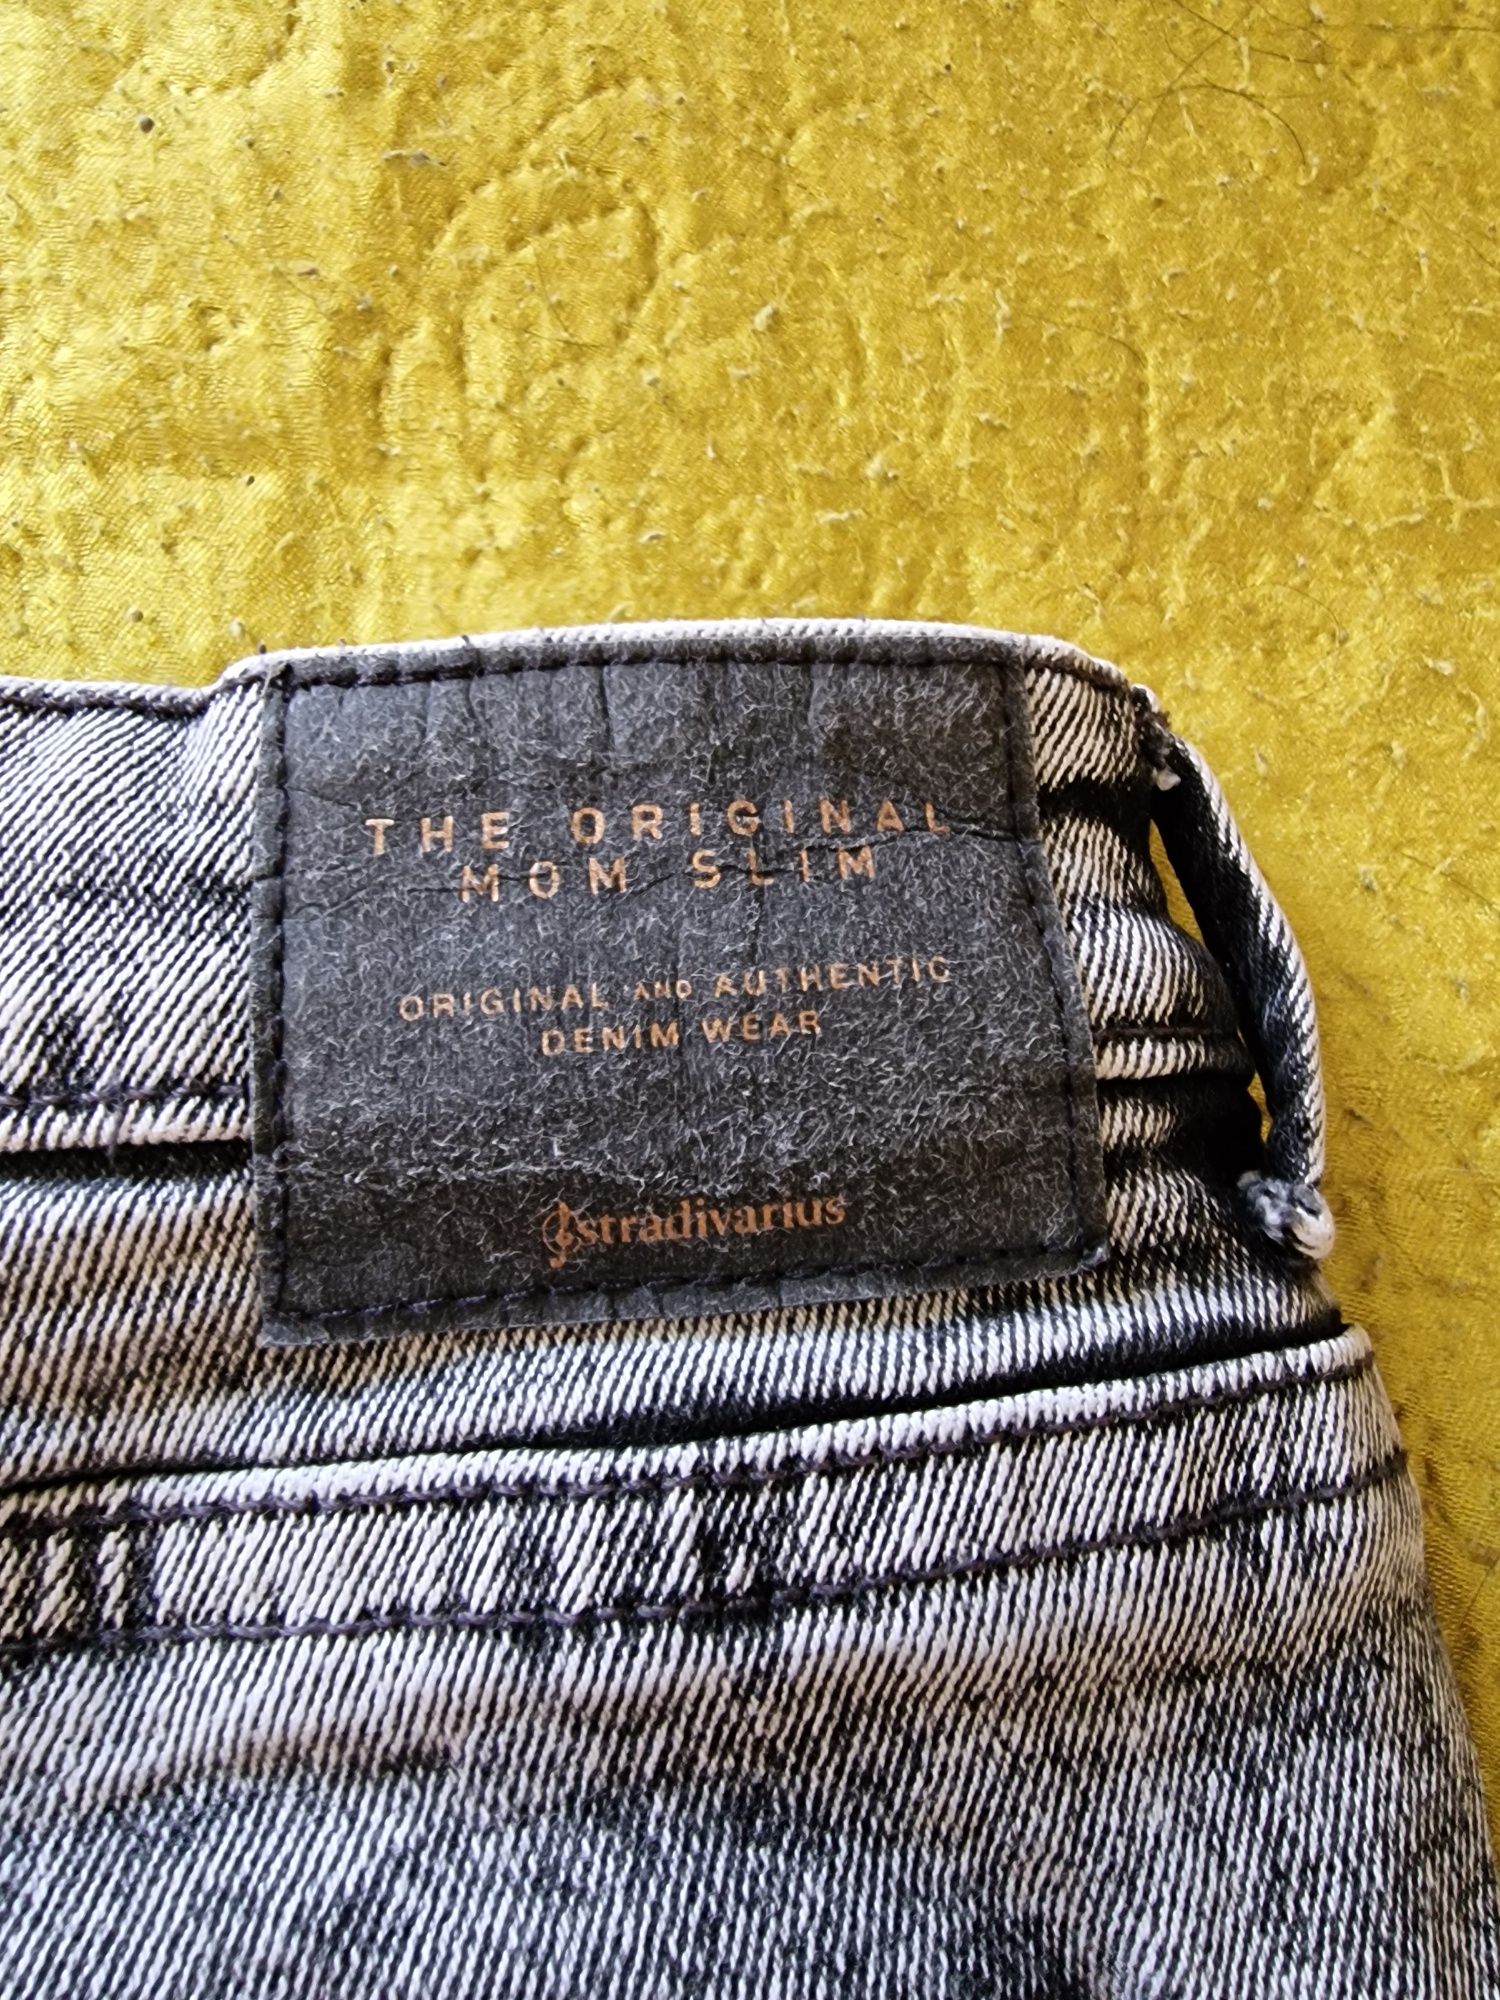 THE ORIGINAL
MOM SLIM
ORIGINAL AND AUTHENTIC
DENIM WEAR
stradivarius